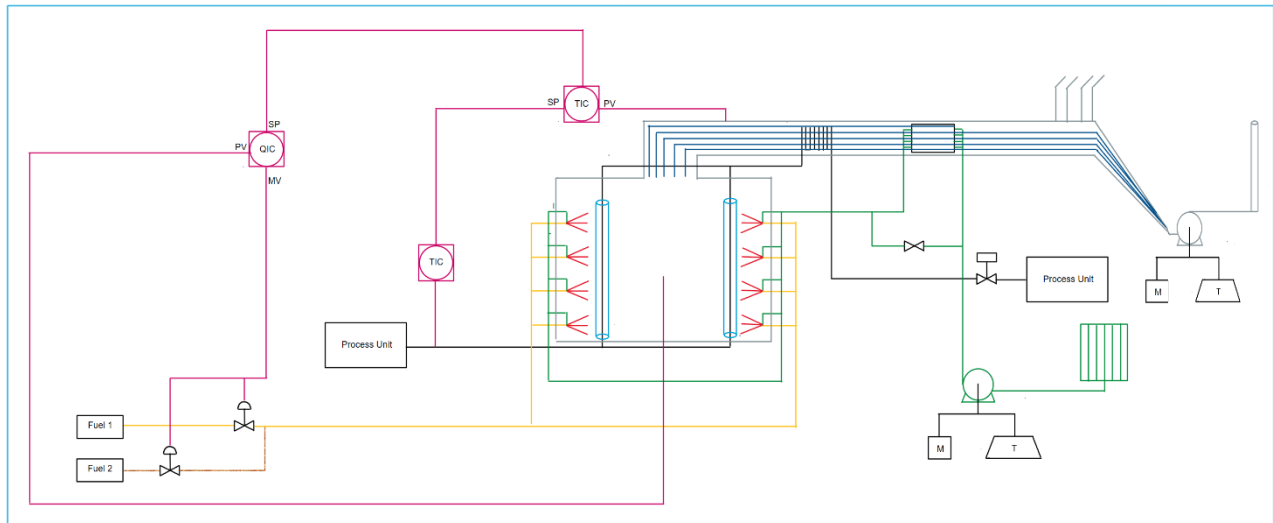 SP
TIC
PV
SP
PV
QIC
MV
TIC
Process Unit
Process Unit
M
T
Fuel 1
Fuel 2
M
T